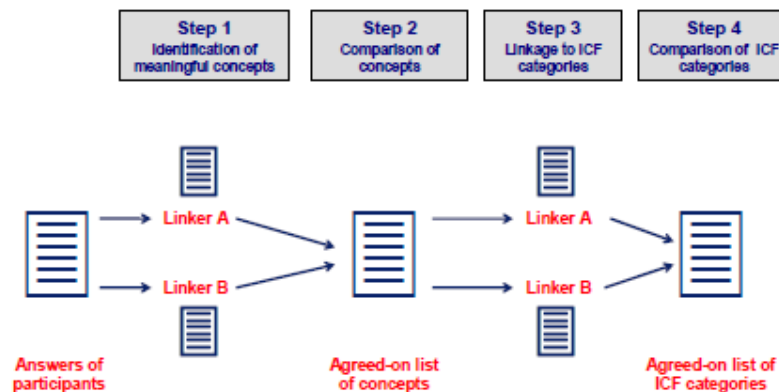 Step 1
Identification of
meaningful concepts
Step 2
Comparison of
concepts
Step 3
Linkage to ICF
categories
Step 4
Comparison of ICF
categories
Linker A
Linker A
Linker B
Linker B
Answers of
participants
Agreed-on list
of concepts
Agreed-on list of
ICF categories